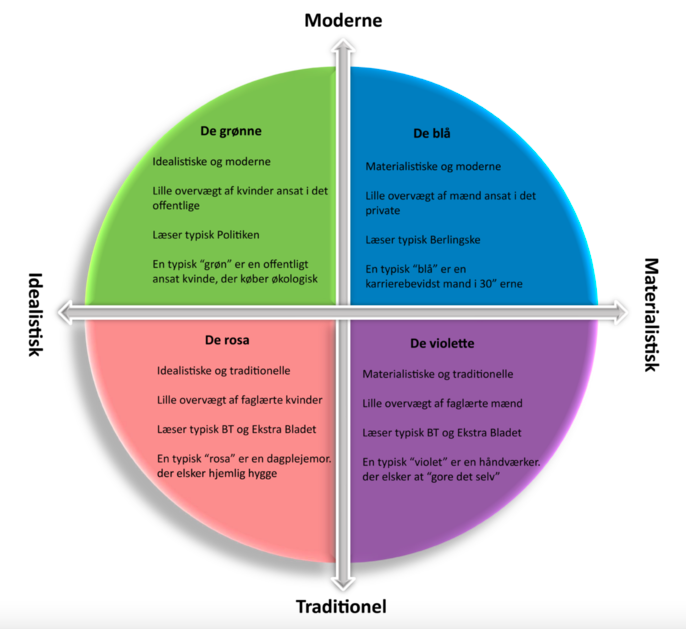 Moderne
De grønne
Idealistiske og moderne
Lille overvægt af kvinder ansat i det
offentlige
Læser typisk Politiken
En typisk “grøn” er en offentligt
ansat kvinde, der køber økologisk
De blå
Materialistiske og moderne
Lille overvægt af mænd ansat i det
private
Læser typisk Berlingske
En typisk “blå” er en
karrierebevidst mand i 30” erne
Idealistisk
Materialistisk
De rosa
Idealistiske og traditionelle
Lille overvægt af faglærte kvinder
Læser typisk BT og Ekstra Bladet
En typisk “rosa” er en dagplejemor.
der elsker hjemlig hygge
De violette
Materialistiske og traditionelle
Lille overvægt af faglærte mænd
Læser typisk BT og Ekstra Bladet
En typisk “violet” er en håndværker.
der elsker at “gore det selv”
Traditionel